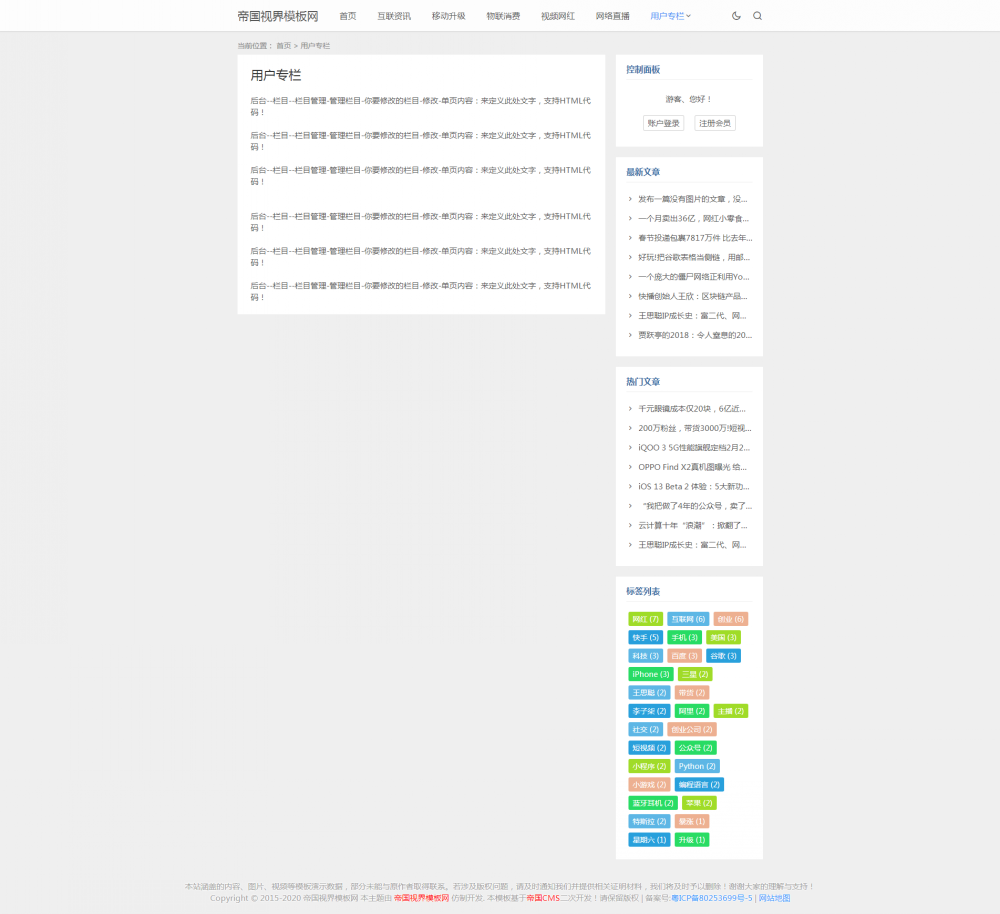 帝国视界模板网 首页 互联资讯 移动升级 物联消费 视频网红 网络直播 用户专栏
当前位置： 首页 > 用户专栏
用户专栏
后台--栏目--栏目管理-管理栏目-你要修改的栏目-修改-单页内容：来定义此处文字，支持HTML代
码！
后台--栏目--栏目管理-管理栏目-你要修改的栏目-修改-单页内容：来定义此处文字，支持HTML代
码！
后台--栏目--栏目管理-管理栏目-你要修改的栏目-修改-单页内容：来定义此处文字，支持HTML代
码！
后台--栏目--栏目管理-管理栏目-你要修改的栏目-修改-单页内容：来定义此处文字，支持HTML代
码！
后台--栏目--栏目管理-管理栏目-你要修改的栏目-修改-单页内容：来定义此处文字，支持HTML代
码！
后台--栏目--栏目管理-管理栏目-你要修改的栏目-修改-单页内容：来定义此处文字，支持HTML代
码！
控制面板
游客、您好！
账户登录 注册会员
最新文章
发布一篇没有图片的文章，没...
一个月卖出36亿，网红小零食...
春节投递包裹7817万件 比去年...
好玩!把谷歌表格当侧链，用邮...
一个庞大的僵尸网络正利用Yo...
快播创始人王欣：区块链产品...
王思聪IP成长史：富二代、网...
贾跃亭的2018：令人窒息的20...
热门文章
千元眼镜成本仅20块，6亿近...
200万粉丝，带货3000万!短视...
iQOO 3 5G性能旗舰定档2月2...
OPPO Find X2真机图曝光 给...
iOS 13 Beta 2 体验：5大新功...
“我把做了4年的公众号，卖了...
云计算十年“浪潮”：掀翻了...
王思聪IP成长史：富二代、网...
标签列表
网红 (7) 互联网 (6) 创业 (6)
快手 (5) 手机 (3) 美国 (3)
科技 (3) 百度 (3) 谷歌 (3)
iPhone (3) 三星 (2)
王思聪 (2) 带货 (2)
李子柒 (2) 阿里 (2) 主播 (2)
社交 (2) 创业公司 (2)
短视频 (2) 公众号 (2)
小程序 (2) Python (2)
小游戏 (2) 编程语言 (2)
蓝牙耳机 (2) 苹果 (2)
特斯拉 (2) 暴涨 (1)
星期六 (1) 升级 (1)
本站涵盖的内容、图片、视频等模板演示数据，部分未能与原作者取得联系。若涉及版权问题，请及时通知我们并提供相关证明材料，我们将及时予以删除！谢谢大家的理解与支持！
Copyright © 2015-2020 帝国视界模板网 本主题由 帝国视界模板网 仿制开发, 本模板基于帝国CMS二次开发！请保留版权 | 备案号:粤ICP备80253699号-5 | 网站地图